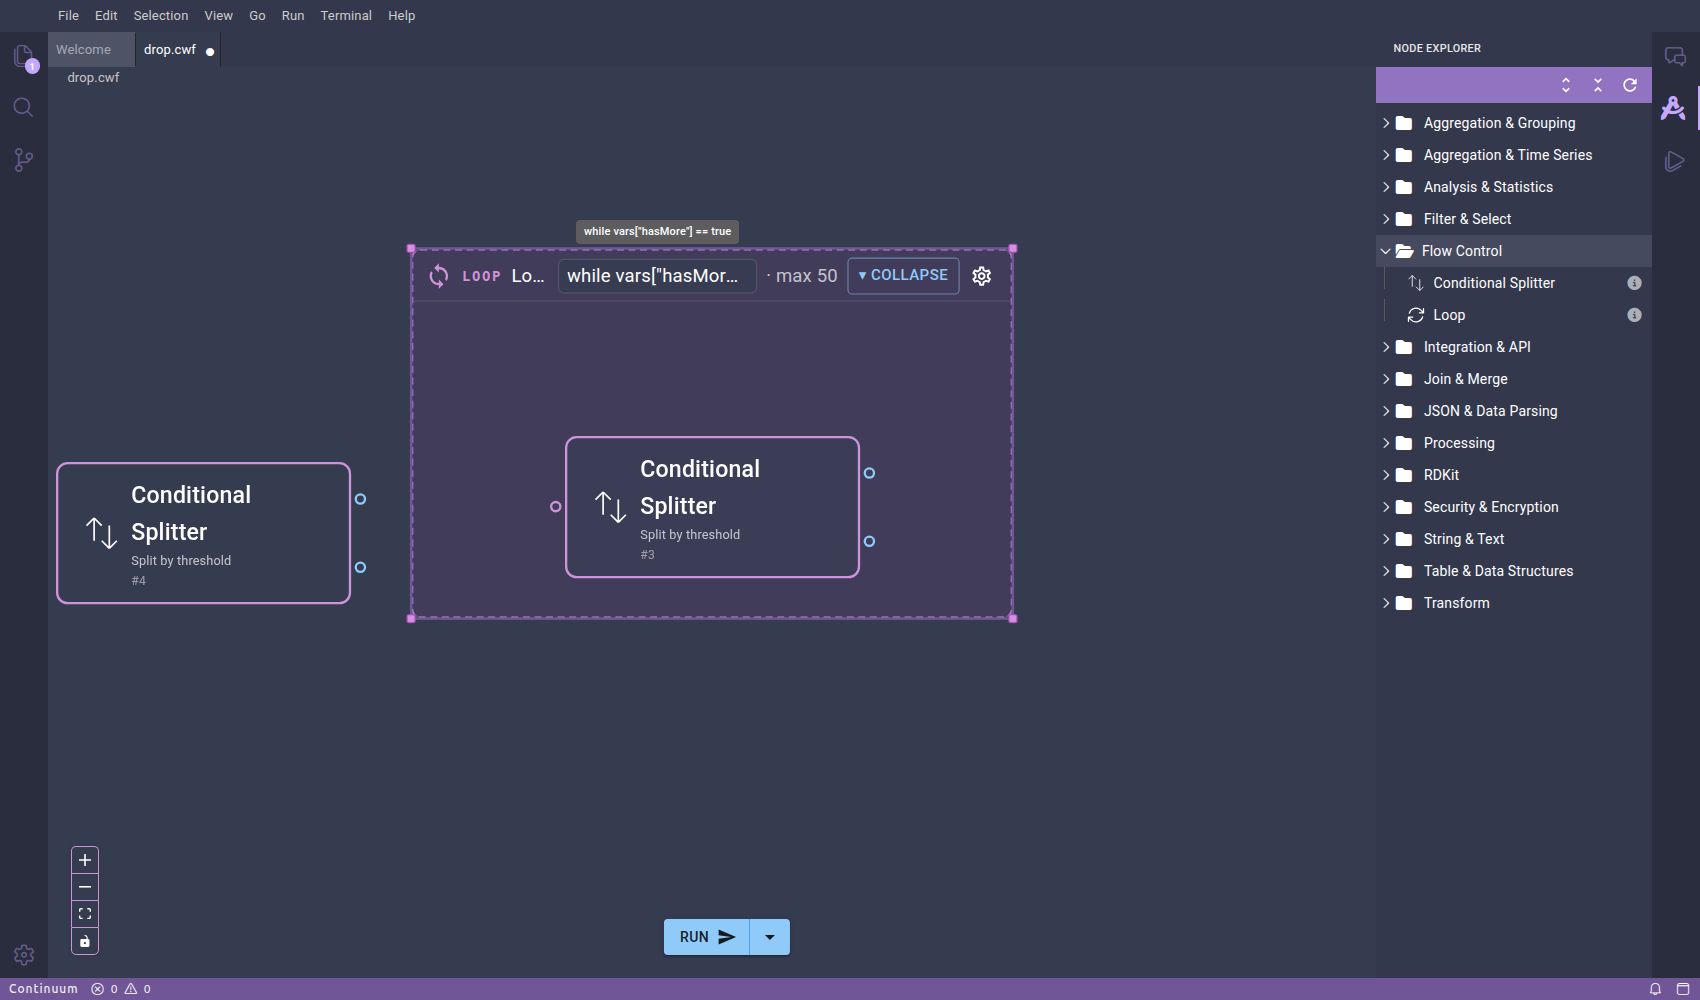 File Edit Selection View Go Run Terminal Help
Welcome
drop.cwf
drop.cwf
1
NODE EXPLORER
Aggregation & Grouping
Aggregation & Time Series
Analysis & Statistics
Filter & Select
Flow Control
Conditional Splitter
Loop
Integration & API
Join & Merge
JSON & Data Parsing
Processing
RDKit
Security & Encryption
String & Text
Table & Data Structures
Transform
while vars["hasMore"] == true
LOOP Lo... while vars["hasMor... · max 50 ▾ COLLAPSE
Conditional
Splitter
Split by threshold
#3
Conditional
Splitter
Split by threshold
#4
RUN
Continuum 0 0